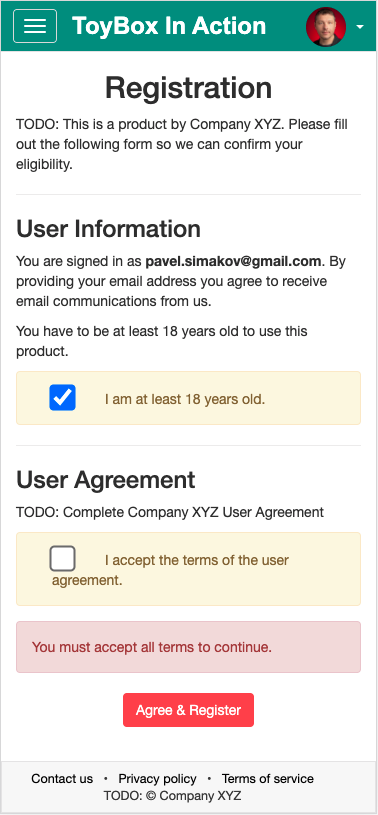 ToyBox In Action
Registration
TODO: This is a product by Company XYZ. Please fill
out the following form so we can confirm your
eligibility.
User Information
You are signed in as pavel.simakov@gmail.com. By
providing your email address you agree to receive
email communications from us.
You have to be at least 18 years old to use this
product.
I am at least 18 years old.
User Agreement
TODO: Complete Company XYZ User Agreement
I accept the terms of the user
agreement.
You must accept all terms to continue.
Agree & Register
Contact us • Privacy policy • Terms of service
TODO: © Company XYZ